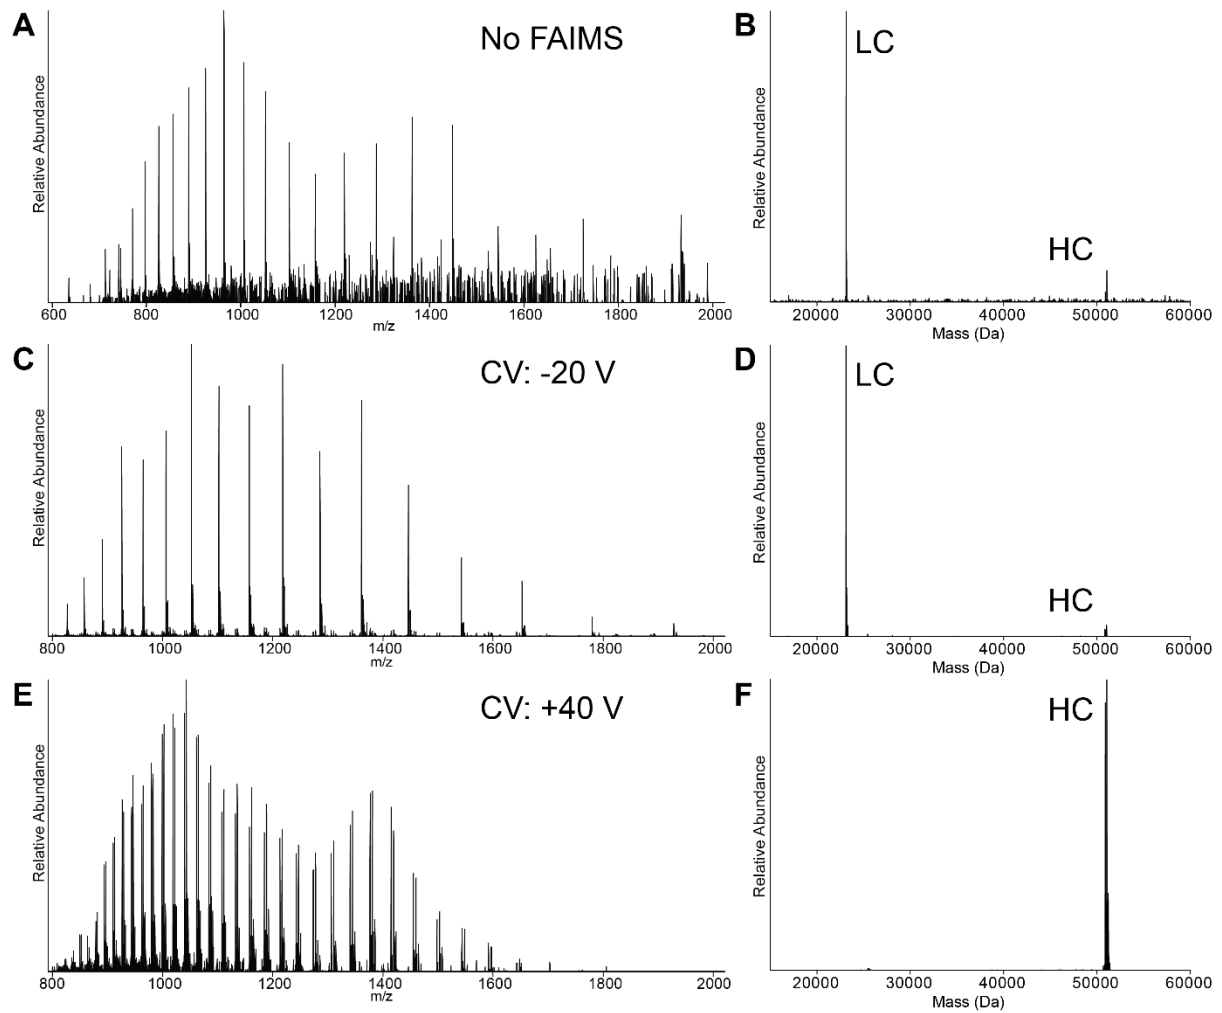 A
No FAIMS
Relative Abundance
600 800 1000 1200 1400 1600 1800 2000
m/z
B
LC
HC
Relative Abundance
20000 30000 40000 50000 60000
Mass (Da)
C
CV: -20 V
Relative Abundance
800 1000 1200 1400 1600 1800 2000
m/z
D
LC
HC
Relative Abundance
20000 30000 40000 50000 60000
Mass (Da)
E
CV: +40 V
Relative Abundance
800 1000 1200 1400 1600 1800 2000
m/z
F
HC
Relative Abundance
20000 30000 40000 50000 60000
Mass (Da)